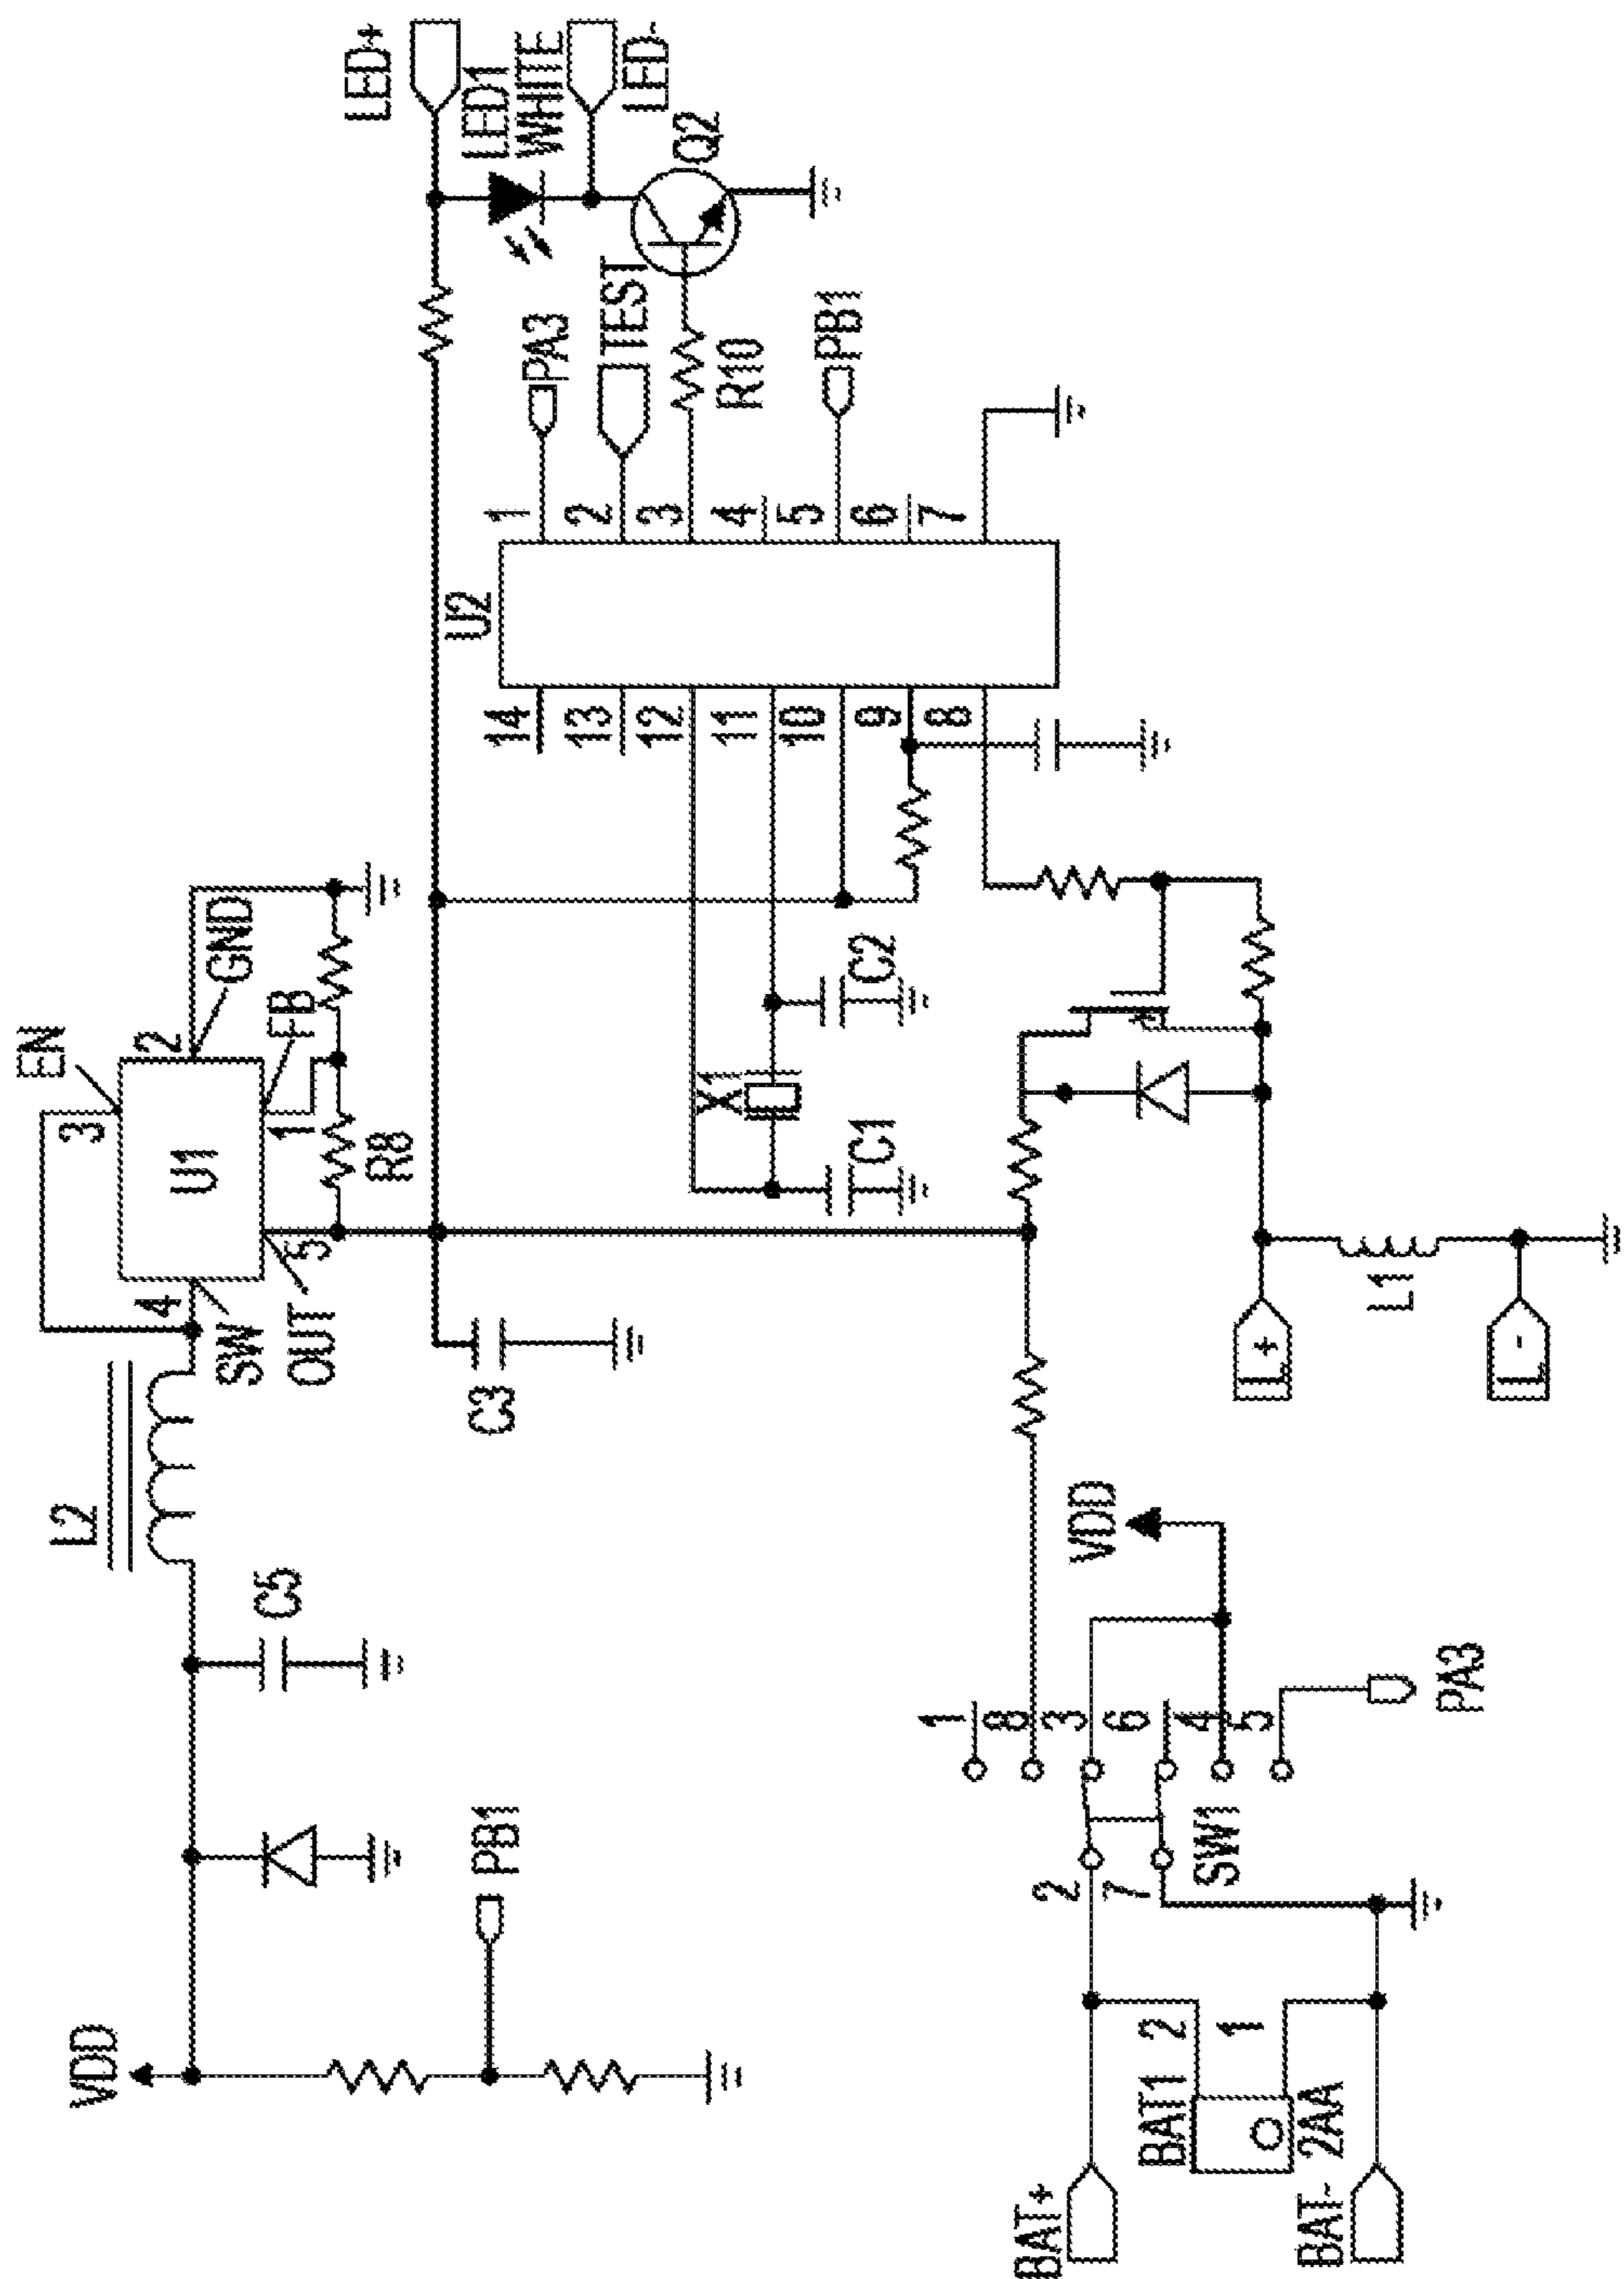 VDD
L2
C5
PB1
EN
3
U1
4
SW
OUT
5
1
FB
2
GND
R8
C3
LED+
LED1
WHITE
LED-
Q2
PA3
TEST
R10
PB1
U2
1
2
3
4
5
6
7
14
13
12
11
10
9
8
X1
C1
C2
L+
L1
L-
VDD
1
8
3
6
4
5
PA3
2
7
SW1
BAT+
BAT1
2
1
2AA
BAT-